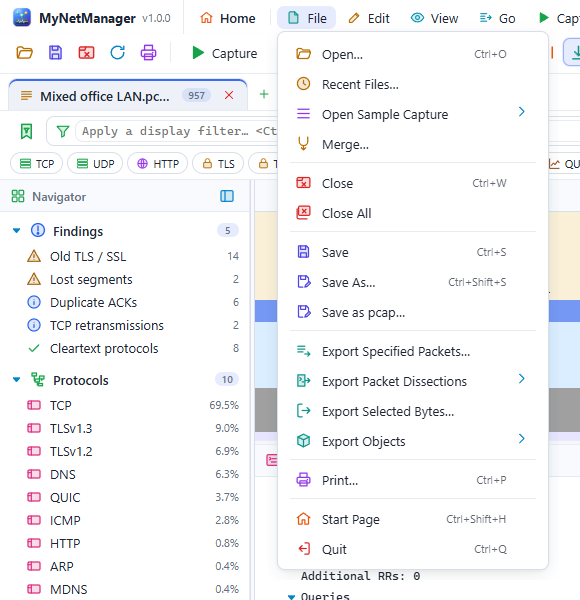 MyNetManager v1.0.0 Home File Edit View Go Cap
Capture
Mixed office LAN.pc... 957
Apply a display filter… <Ct
TCP UDP HTTP TLS QU
Navigator
Findings 5
Old TLS / SSL 14
Lost segments 2
Duplicate ACKs 6
TCP retransmissions 2
Cleartext protocols 8
Protocols 10
TCP 69.5%
TLSv1.3 9.0%
TLSv1.2 6.9%
DNS 6.3%
QUIC 3.7%
ICMP 2.8%
HTTP 0.8%
ARP 0.4%
MDNS 0.4%
Open... Ctrl+O
Recent Files...
Open Sample Capture
Merge...
Close Ctrl+W
Close All
Save Ctrl+S
Save As... Ctrl+Shift+S
Save as pcap...
Export Specified Packets...
Export Packet Dissections
Export Selected Bytes...
Export Objects
Print... Ctrl+P
Start Page Ctrl+Shift+H
Quit Ctrl+Q
Additional RRs: 0
Queries